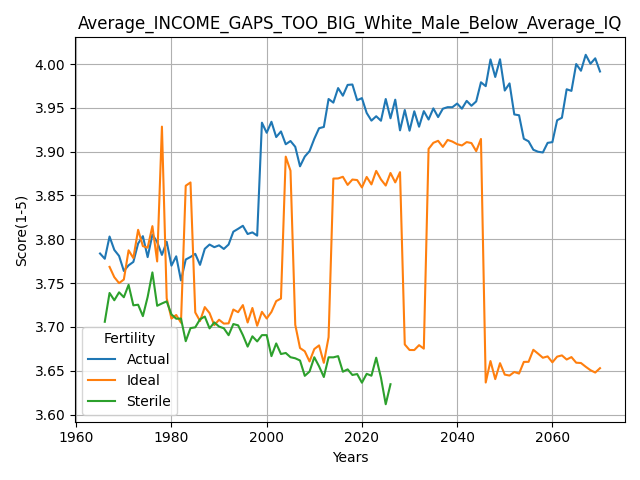 Average_INCOME_GAPS_TOO_BIG_White_Male_Below_Average_IQ
4.00
3.95
3.90
3.85
3.80
3.75
3.70
3.65
3.60
Score(1-5)
Fertility
Actual
Ideal
Sterile
1960 1980 2000 2020 2040 2060
Years